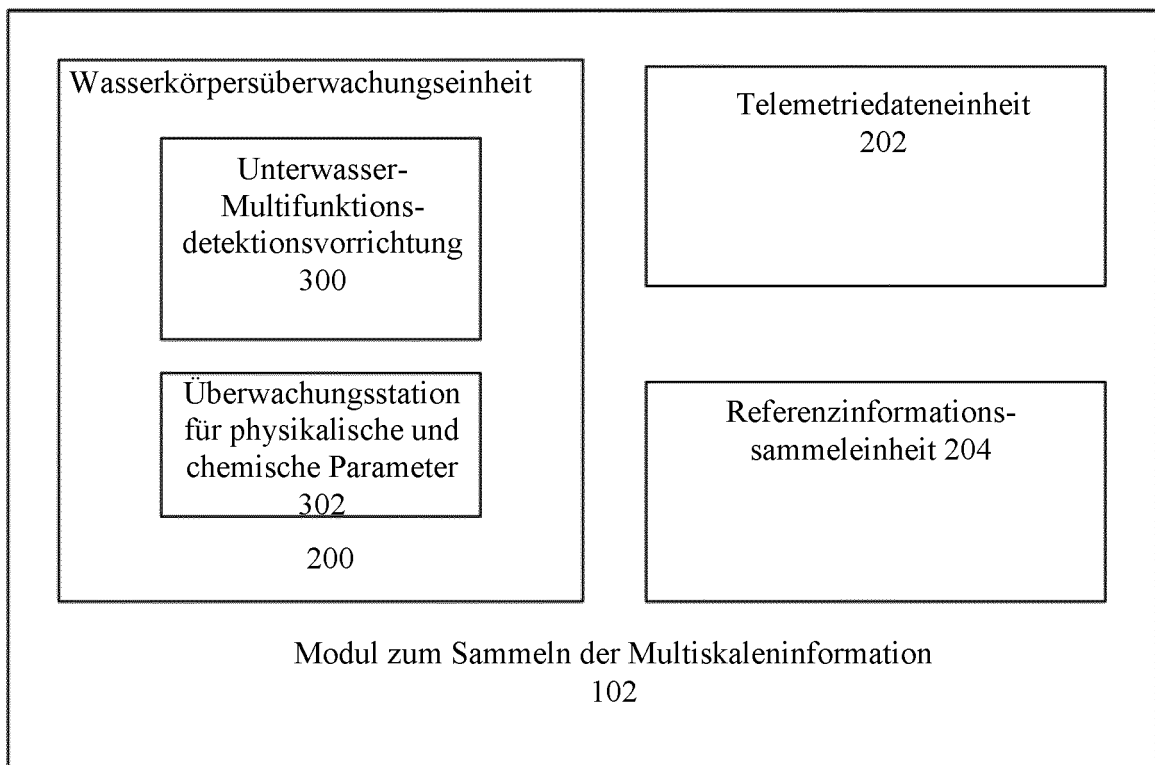 Wasserkörpersüberwachungseinheit
Unterwasser-
Multifunktions-
detektionsvorrichtung
300
Überwachungsstation
für physikalische und
chemische Parameter
302
200
Telemetriedateneinheit
202
Referenzinformations-
sammeleinheit 204
Modul zum Sammeln der Multiskaleninformation
102